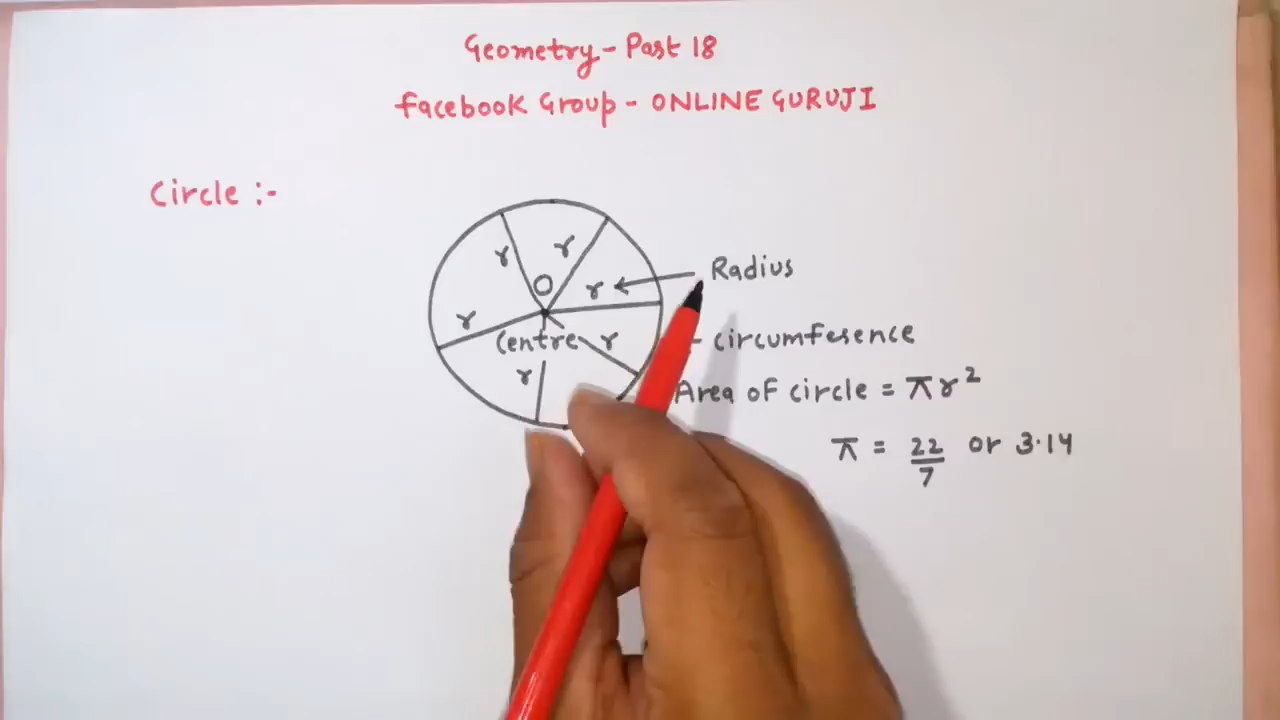 Geometry - Part 18
Facebook Group - ONLINE GURUJI
Circle :-
r r
O
r Radius
r
Centre r
- circumference
r
Area of circle = πr²
π = 22/7 or 3.14